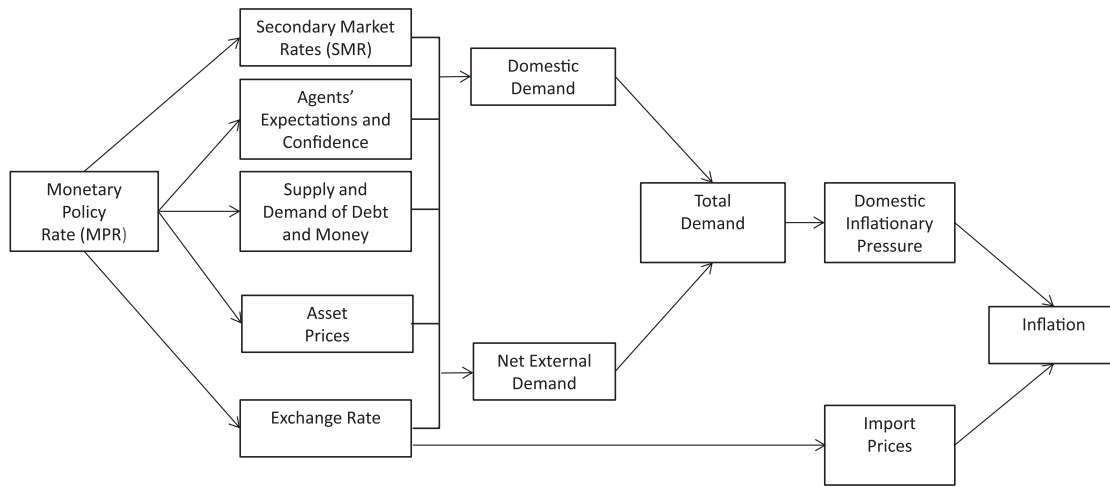 Secondary Market
Rates (SMR)
Agents’
Expectations and
Confidence
Monetary
Policy
Rate (MPR)
Supply and
Demand of Debt
and Money
Asset
Prices
Exchange Rate
Domestic
Demand
Net External
Demand
Total
Demand
Domestic
Inflationary
Pressure
Import
Prices
Inflation